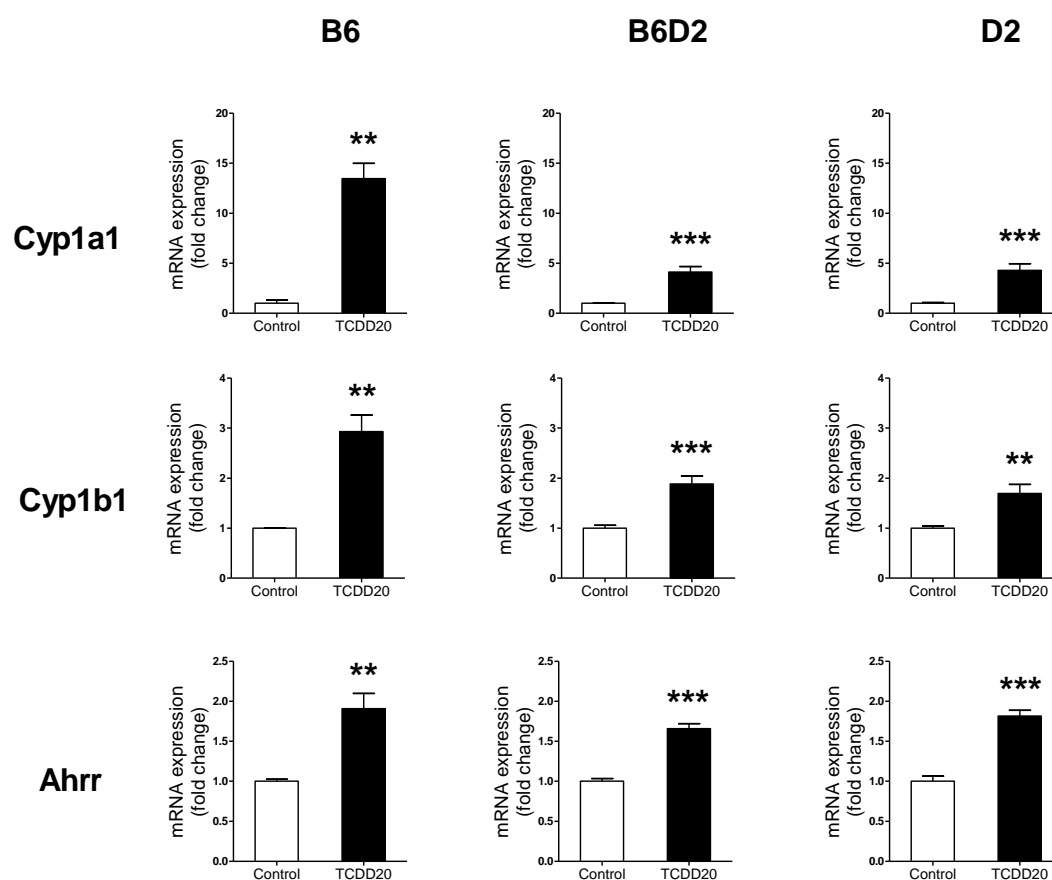 B6 B6D2 D2
Cyp1a1
mRNA expression
(fold change)
20
15
10
5
0
**
Control TCDD20
mRNA expression
(fold change)
20
15
10
5
0
***
Control TCDD20
mRNA expression
(fold change)
20
15
10
5
0
***
Control TCDD20
Cyp1b1
mRNA expression
(fold change)
4
3
2
1
0
**
Control TCDD20
mRNA expression
(fold change)
4
3
2
1
0
***
Control TCDD20
mRNA expression
(fold change)
4
3
2
1
0
**
Control TCDD20
Ahrr
mRNA expression
(fold change)
2.5
2.0
1.5
1.0
0.5
0.0
**
Control TCDD20
mRNA expression
(fold change)
2.5
2.0
1.5
1.0
0.5
0.0
***
Control TCDD20
mRNA expression
(fold change)
2.5
2.0
1.5
1.0
0.5
0.0
***
Control TCDD20